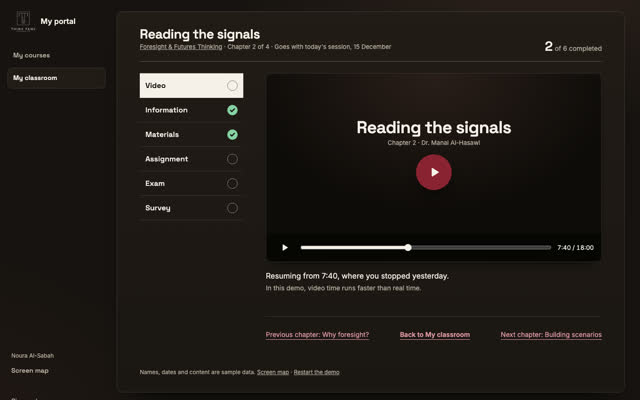 THINK FEST
My portal
My courses
My classroom
Noura Al-Sabah
Screen map
Reading the signals
Foresight & Futures Thinking · Chapter 2 of 4 · Goes with today's session, 15 December
2 of 6 completed
Video
Information
Materials
Assignment
Exam
Survey
Reading the signals
Chapter 2 · Dr. Manal Al-Hasawi
7:40 / 18:00
Resuming from 7:40, where you stopped yesterday.
In this demo, video time runs faster than real time.
Previous chapter: Why foresight?
Back to My classroom
Next chapter: Building scenarios
Names, dates and content are sample data. Screen map · Restart the demo